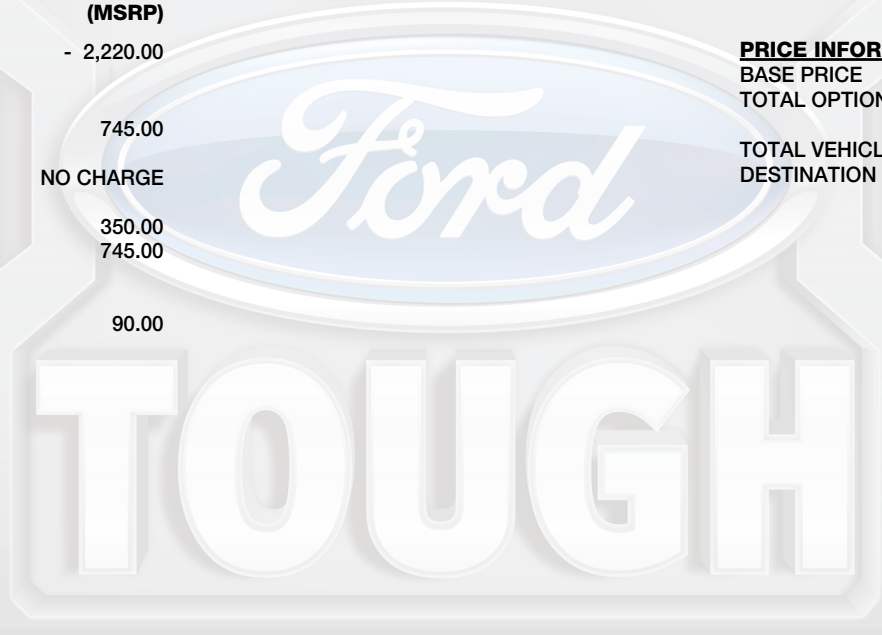 (MSRP)
- 2,220.00
745.00
NO CHARGE
350.00
745.00
90.00
PRICE INFOR
BASE PRICE
TOTAL OPTION
TOTAL VEHICL
DESTINATION
Ford
TOUGH